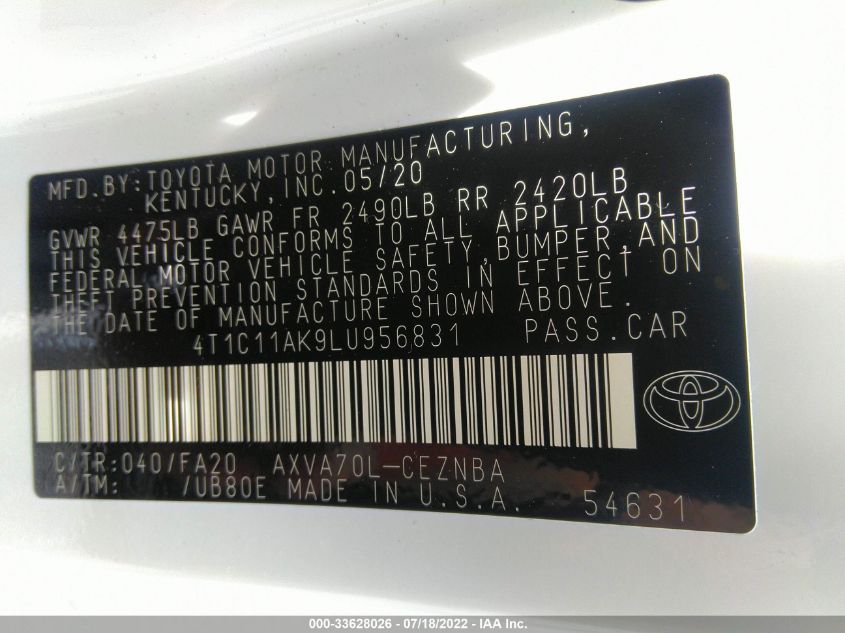 MFD.BY:TOYOTA MOTOR MANUFACTURING,
KENTUCKY,INC.05/20
GVWR 4475LB GAWR FR 2490LB RR 2420LB
THIS VEHICLE CONFORMS TO ALL APPLICABLE
FEDERAL MOTOR VEHICLE SAFETY,BUMPER,AND
THEFT PREVENTION STANDARDS IN EFFECT ON
THE DATE OF MANUFACTURE SHOWN ABOVE.
4T1C11AK9LU956831 PASS.CAR
C/TR:040/FA20 AXVA70L-CEZNBA
A/TM: /UB80E MADE IN U.S.A. 54631
000-33628026 - 07/18/2022 - IAA Inc.